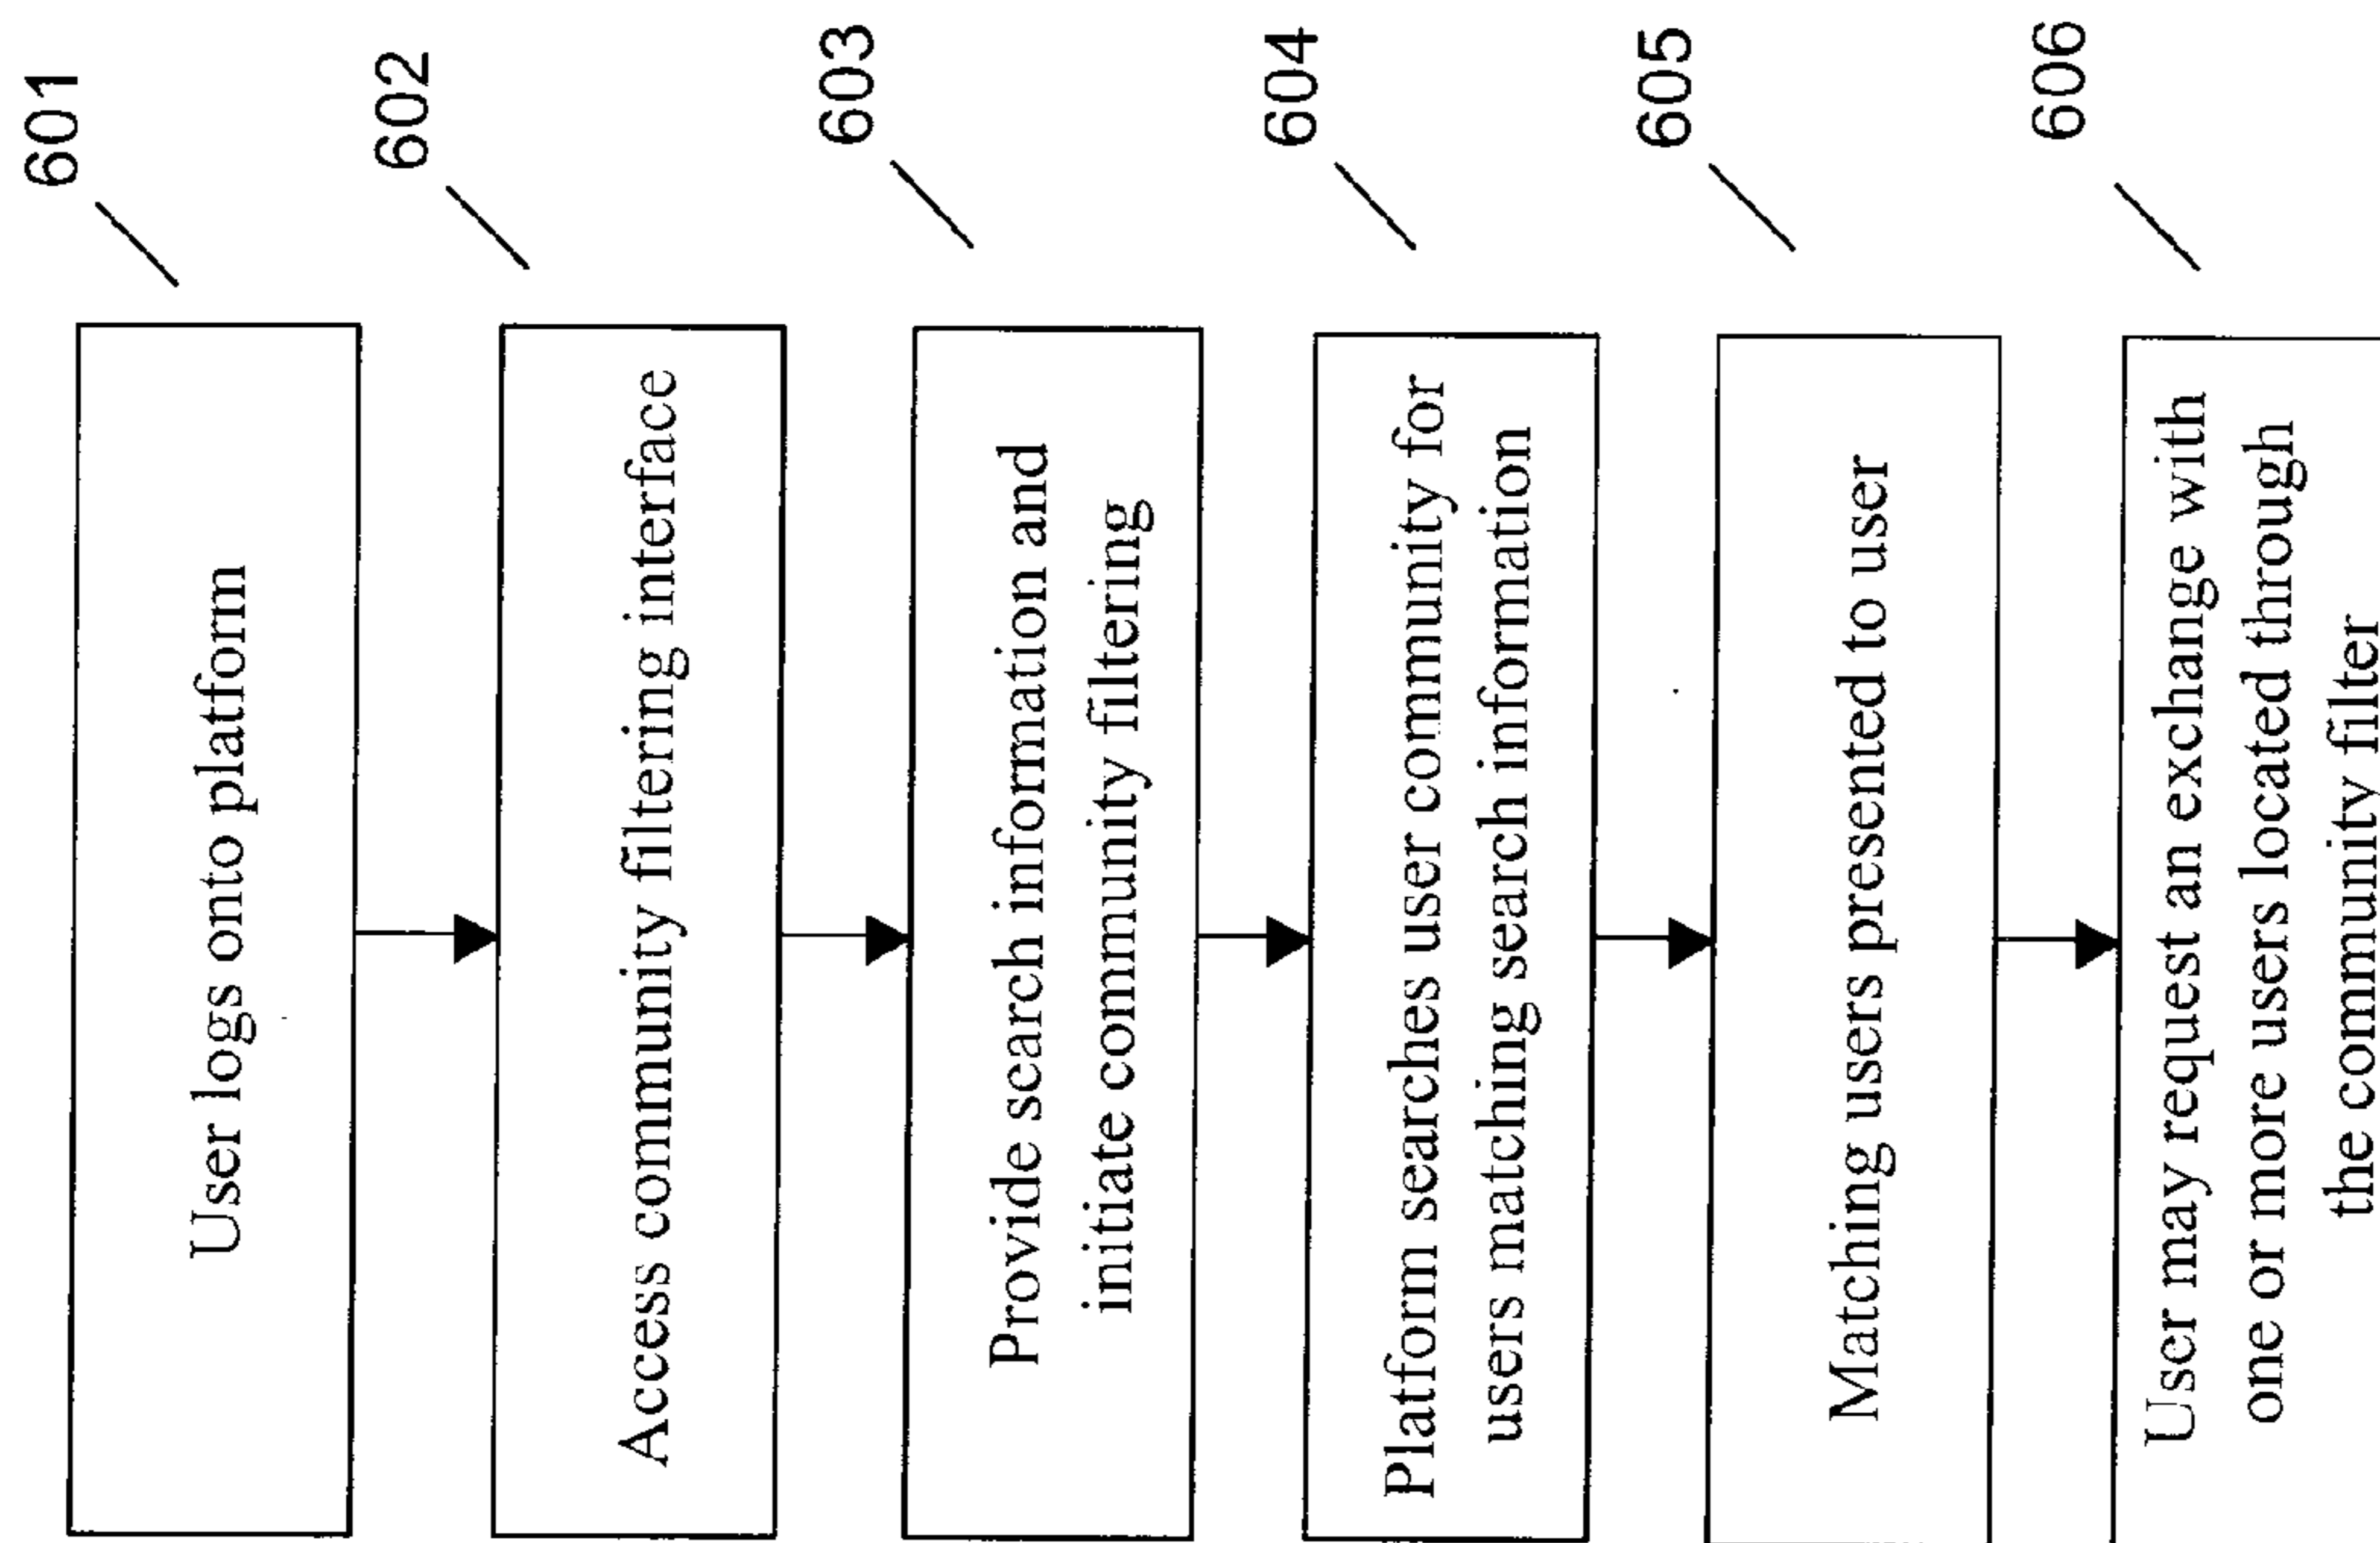 601
User logs onto platform
602
Access community filtering interface
603
Provide search information and
initiate community filtering
604
Platform searches user community for
users matching search information
605
Matching users presented to user
606
User may request an exchange with
one or more users located through
the community filter